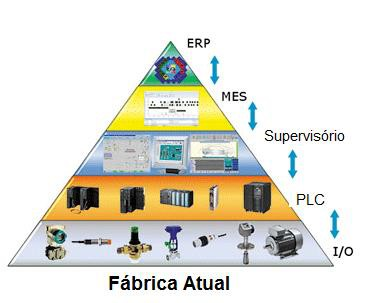 ERP
MES
Supervisório
PLC
I/O
Fábrica Atual